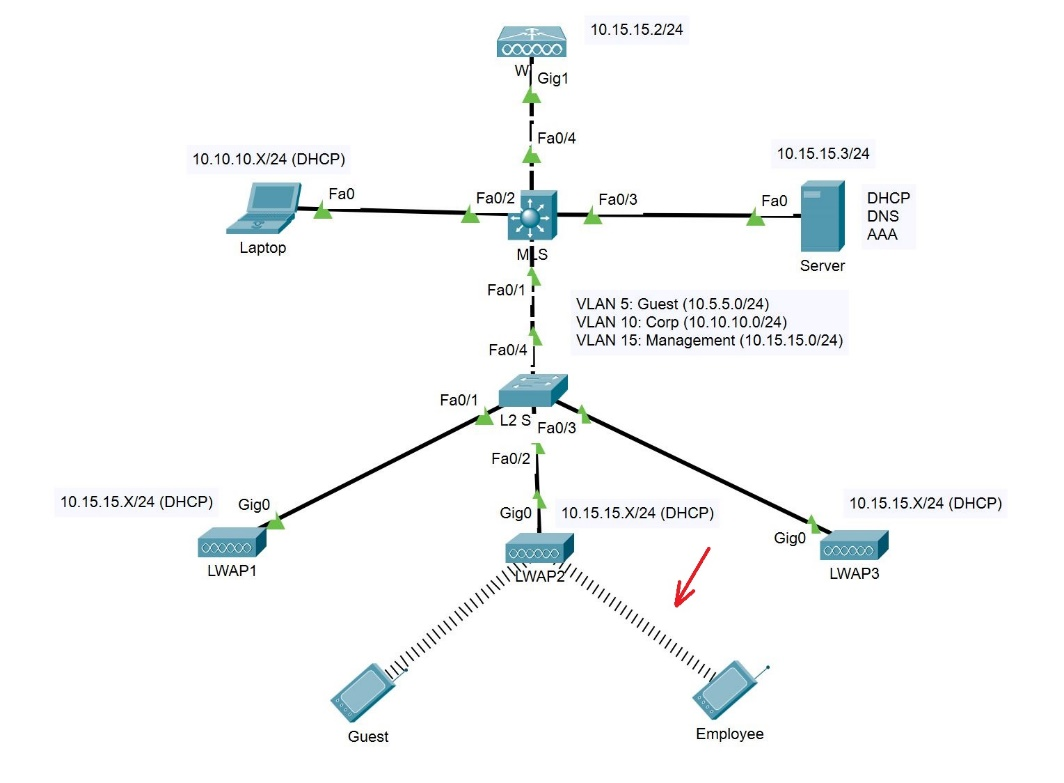 10.15.15.2/24
W
Gig1
Fa0/4
10.15.15.3/24
10.10.10.X/24 (DHCP)
Fa0
Fa0/2
Fa0/3
Fa0
DHCP
DNS
AAA
Laptop
MLS
Server
Fa0/1
VLAN 5: Guest (10.5.5.0/24)
VLAN 10: Corp (10.10.10.0/24)
VLAN 15: Management (10.15.15.0/24)
Fa0/4
Fa0/1
L2 S
Fa0/3
Fa0/2
10.15.15.X/24 (DHCP)
Gig0
Gig0
10.15.15.X/24 (DHCP)
10.15.15.X/24 (DHCP)
Gig0
LWAP1
LWAP2
LWAP3
Guest
Employee